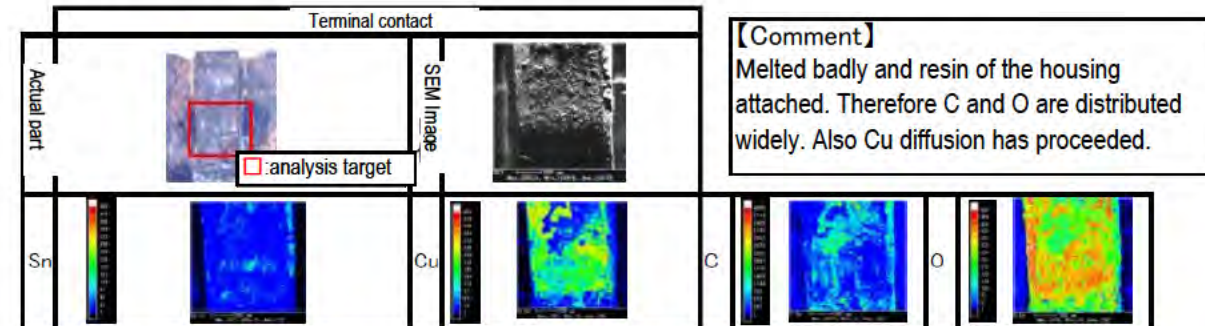 Terminal contact
Actual part
SEM Image
:analysis target
【Comment】
Melted badly and resin of the housing
attached. Therefore C and O are distributed
widely. Also Cu diffusion has proceeded.
Sn
Cu
C
O